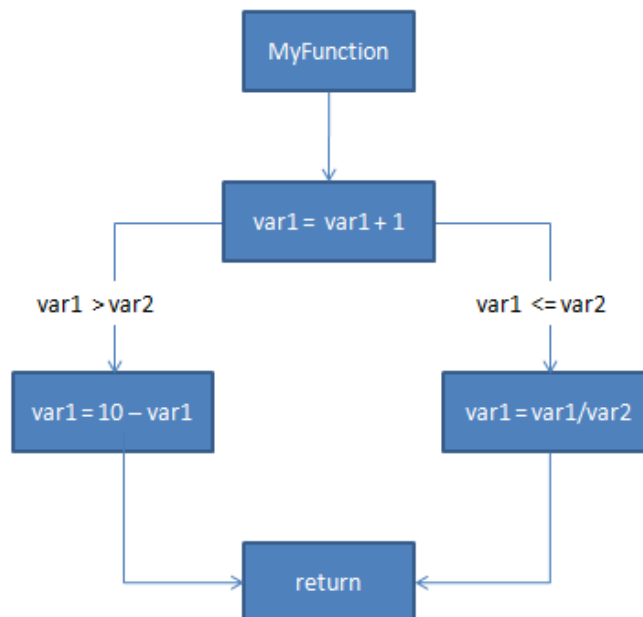 MyFunction
var1 = var1 + 1
var1 > var2
var1 <= var2
var1 = 10 – var1
var1 = var1/var2
return